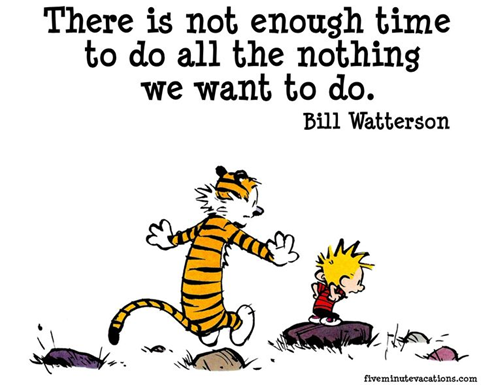 There is not enough time
to do all the nothing
we want to do.
Bill Watterson
fiveminutevacations.com